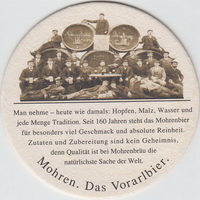 Man nehme – heute wie damals: Hopfen, Malz, Wasser und
jede Menge Tradition. Seit 160 Jahren steht das Mohrenbier
für besonders viel Geschmack und absolute Reinheit.
Zutaten und Zubereitung sind kein Geheimnis,
denn Qualität ist bei Mohrenbräu die
natürlichste Sache der Welt.
Mohren. Das Vorarlbier.